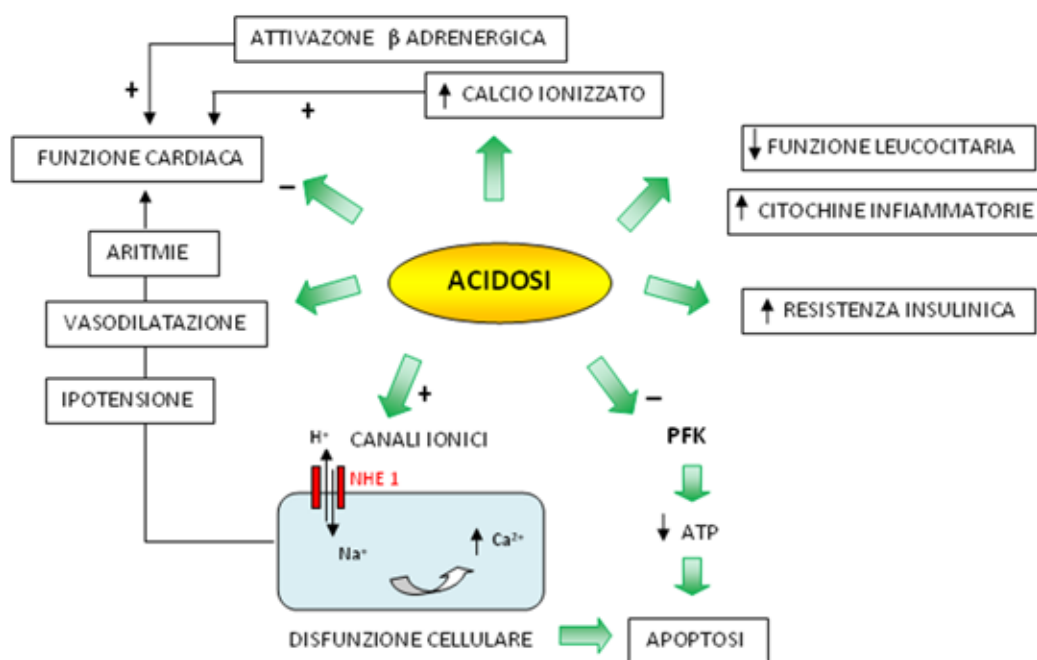 ATTIVAZONE β ADRENERGICA
+
+
↑ CALCIO IONIZZATO
FUNZIONE CARDIACA
↓ FUNZIONE LEUCOCITARIA
–
↑ CITOCHINE INFIAMMATORIE
ARITMIE
ACIDOSI
VASODILATAZIONE
↑ RESISTENZA INSULINICA
IPOTENSIONE
+
–
H⁺
CANALI IONICI
PFK
NHE 1
Na⁺
↑ Ca²⁺
↓ ATP
DISFUNZIONE CELLULARE
APOPTOSI